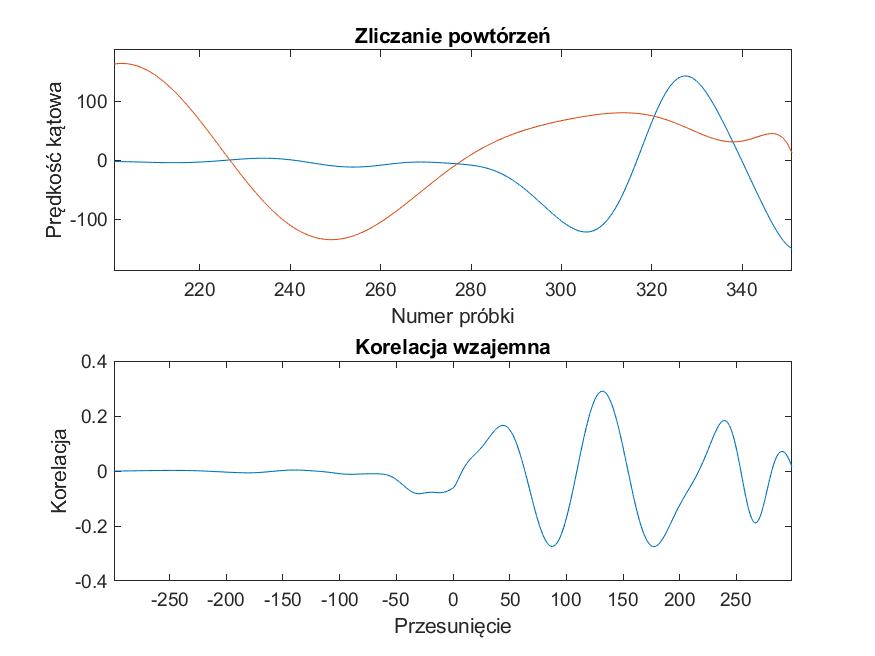 Zliczanie powtórzeń
Prędkość kątowa
100
0
-100
220 240 260 280 300 320 340
Numer próbki
Korelacja wzajemna
Korelacja
0.4
0.2
0
-0.2
-0.4
-250 -200 -150 -100 -50 0 50 100 150 200 250
Przesunięcie